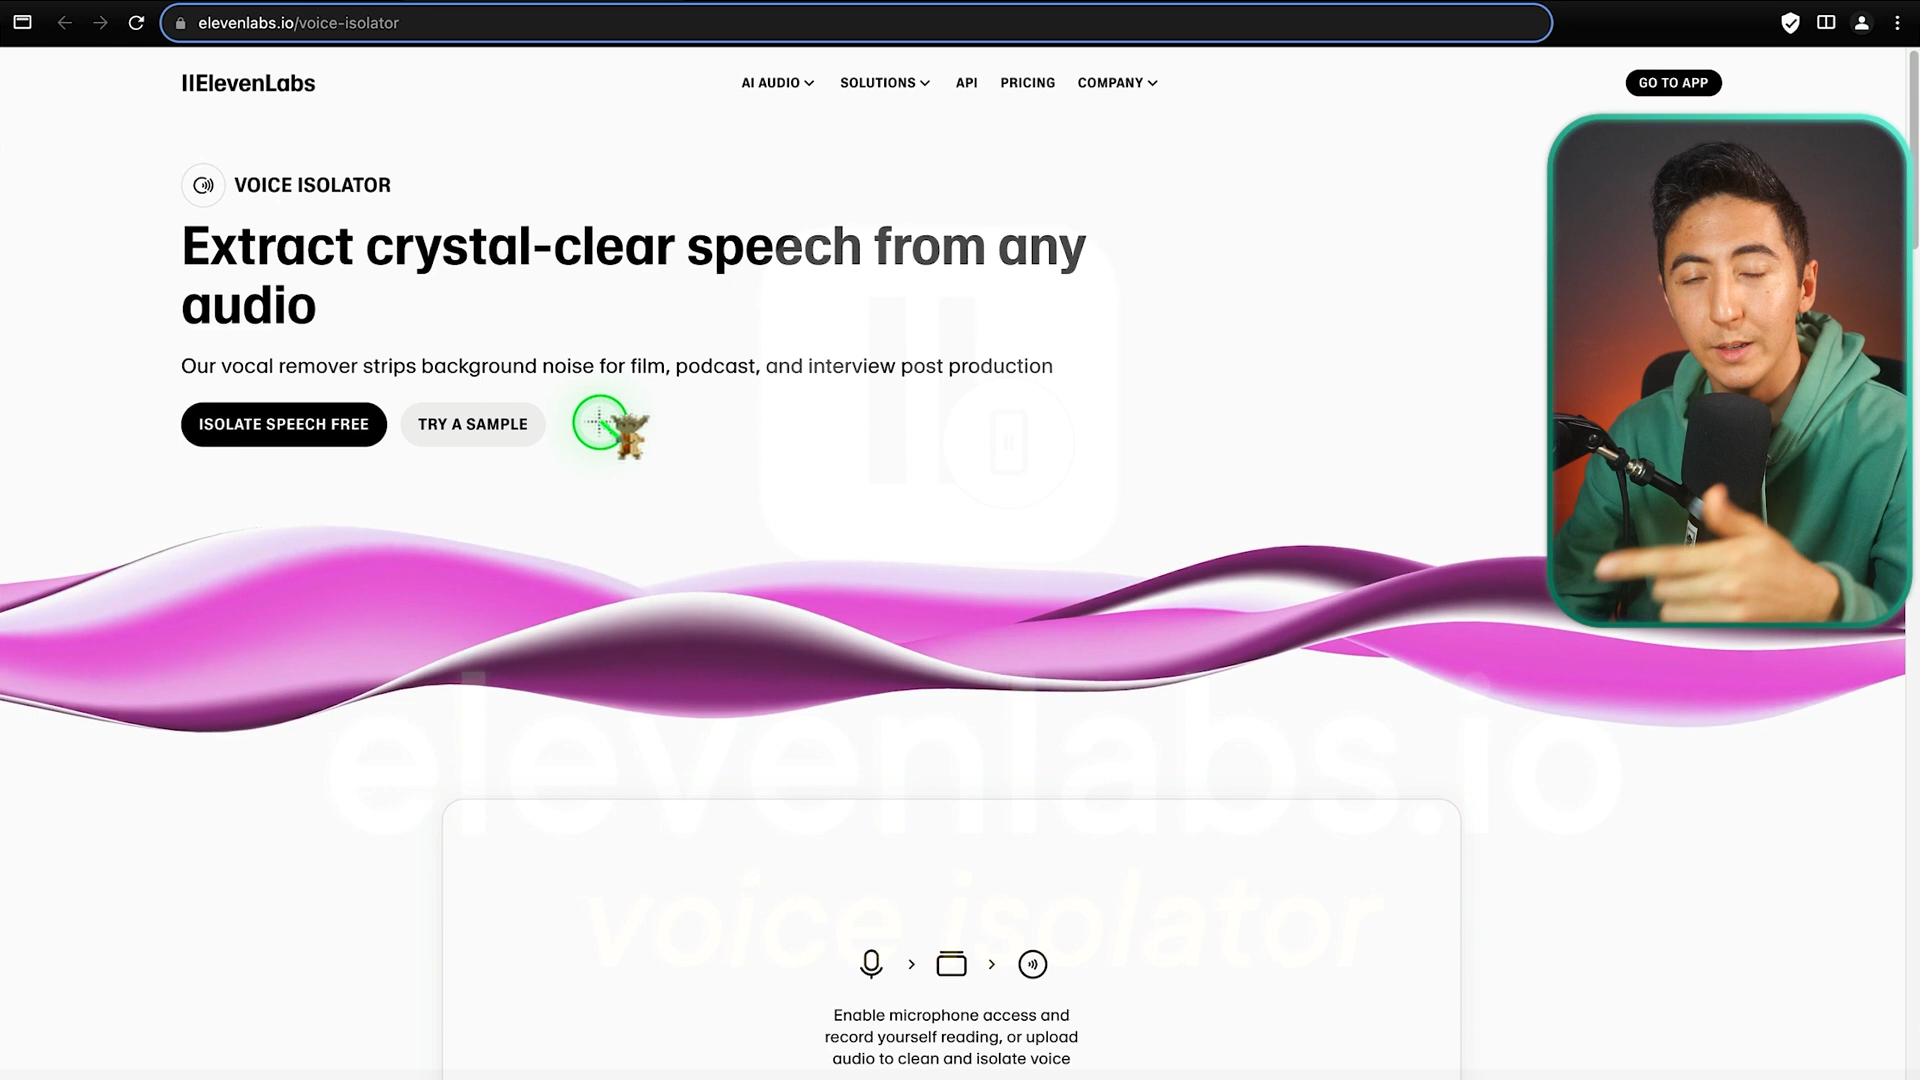 elevenlabs.io/voice-isolator
IIElevenLabs
AI AUDIO
SOLUTIONS
API
PRICING
COMPANY
GO TO APP
VOICE ISOLATOR
Extract crystal-clear speech from any
audio
Our vocal remover strips background noise for film, podcast, and interview post production
ISOLATE SPEECH FREE
TRY A SAMPLE
elevenlabs.io
voice isolator
Enable microphone access and
record yourself reading, or upload
audio to clean and isolate voice